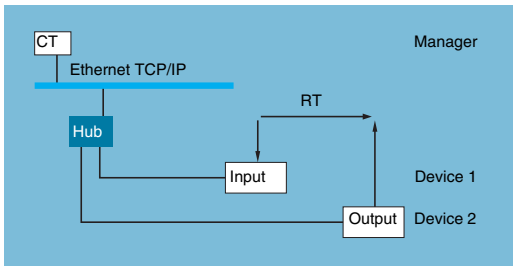 CT
Manager
Ethernet TCP/IP
RT
Hub
Input
Device 1
Output
Device 2